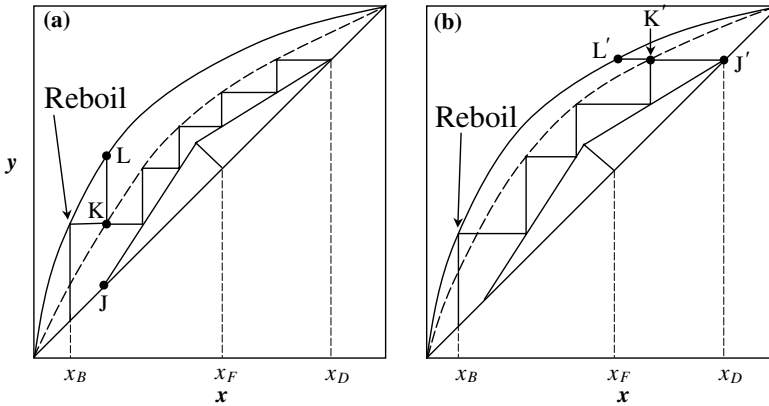 (a)
Reboil
L
K
J
y
x_B
x_F
x_D
x
(b)
K′
L′
J′
Reboil
x_B
x_F
x_D
x